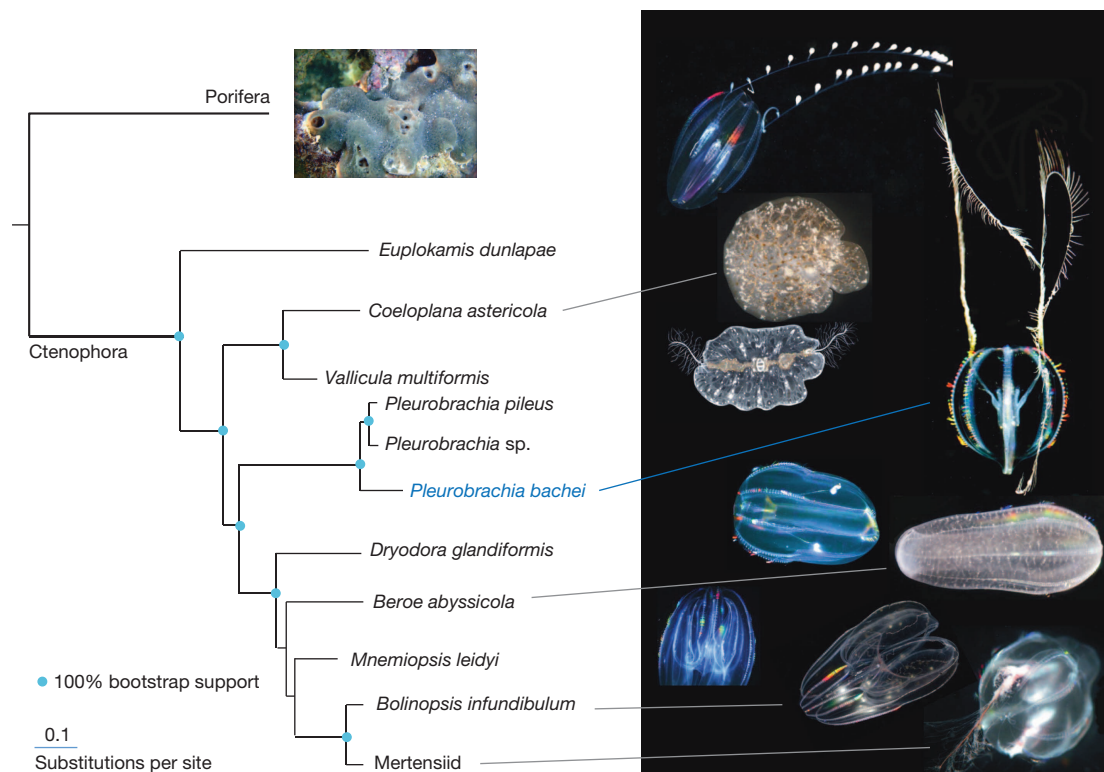 Porifera
Euplokamis dunlapae
Coeloplana astericola
Ctenophora
Vallicula multiformis
Pleurobrachia pileus
Pleurobrachia sp.
Pleurobrachia bachei
Dryodora glandiformis
Beroe abyssicola
Mnemiopsis leidyi
100% bootstrap support
Bolinopsis infundibulum
0.1
Substitutions per site
Mertensiid